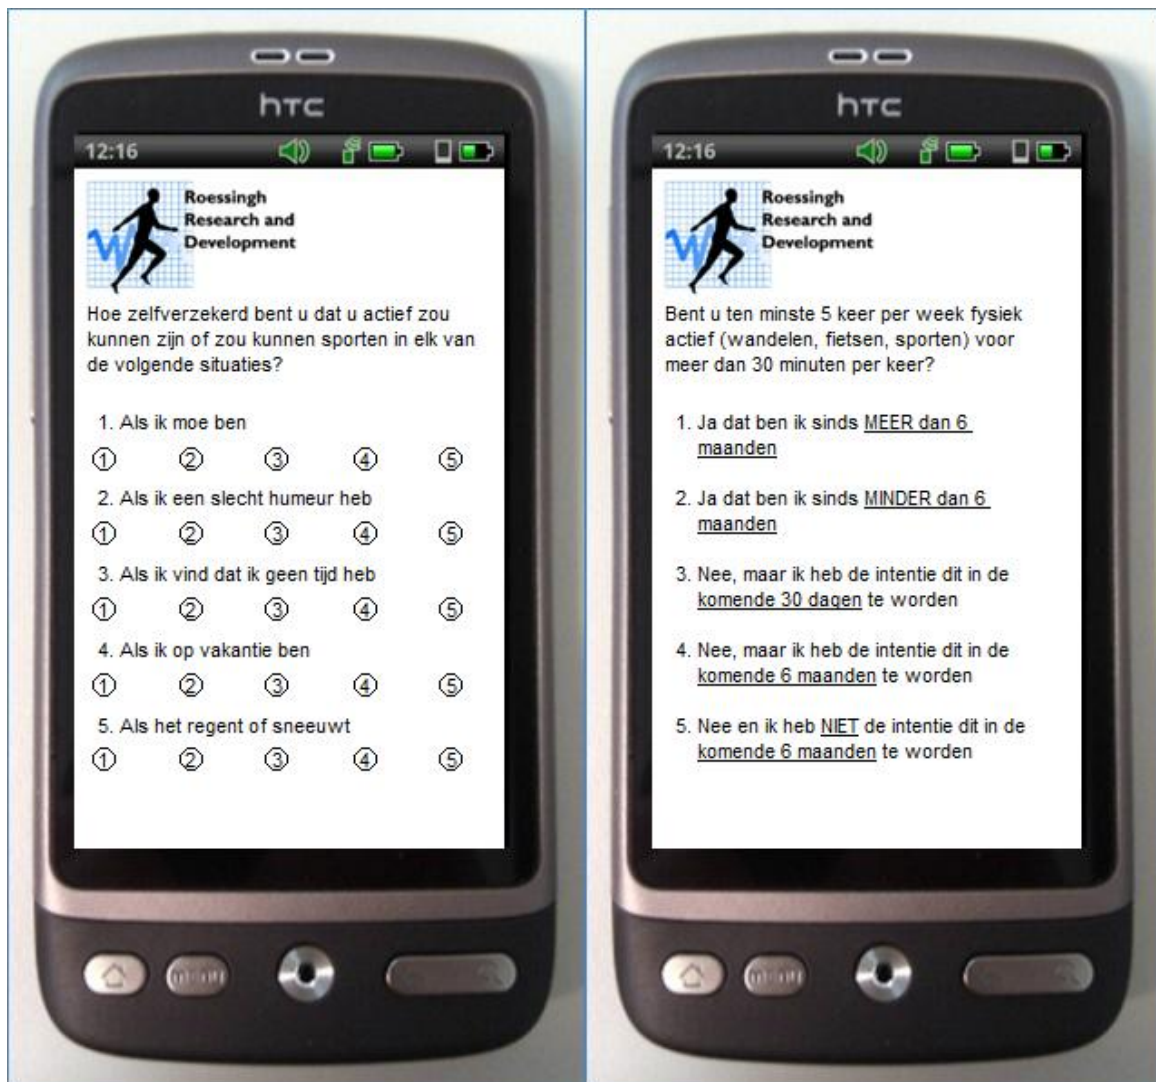 htc
12:16
Roessingh
Research and
Development
Hoe zelfverzekerd bent u dat u actief zou
kunnen zijn of zou kunnen sporten in elk van
de volgende situaties?
1. Als ik moe ben
1 2 3 4 5
2. Als ik een slecht humeur heb
1 2 3 4 5
3. Als ik vind dat ik geen tijd heb
1 2 3 4 5
4. Als ik op vakantie ben
1 2 3 4 5
5. Als het regent of sneeuwt
1 2 3 4 5
menu
htc
12:16
Roessingh
Research and
Development
Bent u ten minste 5 keer per week fysiek
actief (wandelen, fietsen, sporten) voor
meer dan 30 minuten per keer?
1. Ja dat ben ik sinds MEER dan 6
maanden
2. Ja dat ben ik sinds MINDER dan 6
maanden
3. Nee, maar ik heb de intentie dit in de
komende 30 dagen te worden
4. Nee, maar ik heb de intentie dit in de
komende 6 maanden te worden
5. Nee en ik heb NIET de intentie dit in de
komende 6 maanden te worden
menu